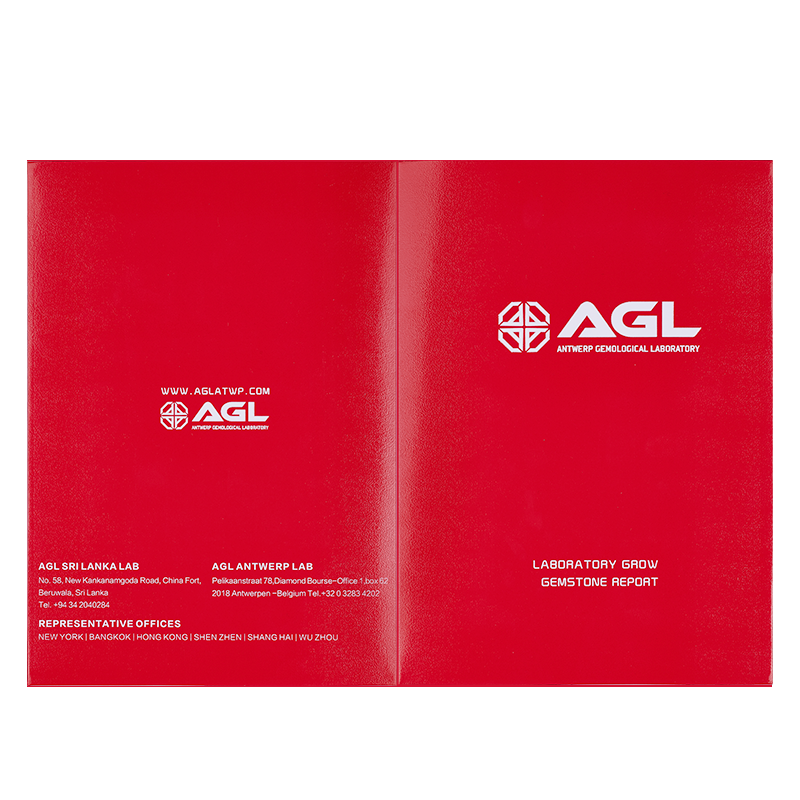 WWW.AGLATWP.COM
AGL
ANTWERP GEMOLOGICAL LABORATORY
AGL SRI LANKA LAB
No. 58, New Kankanamgoda Road, China Fort,
Beruwala, Sri Lanka
Tel. +94 34 2040284
AGL ANTWERP LAB
Pelikaanstraat 78,Diamond Bourse-Office 1,box 62
2018 Antwerpen -Belgium Tel.+32 0 3283 4202
REPRESENTATIVE OFFICES
NEW YORK | BANGKOK | HONG KONG | SHEN ZHEN | SHANG HAI | WU ZHOU
AGL
ANTWERP GEMOLOGICAL LABORATORY
LABORATORY GROW
GEMSTONE REPORT